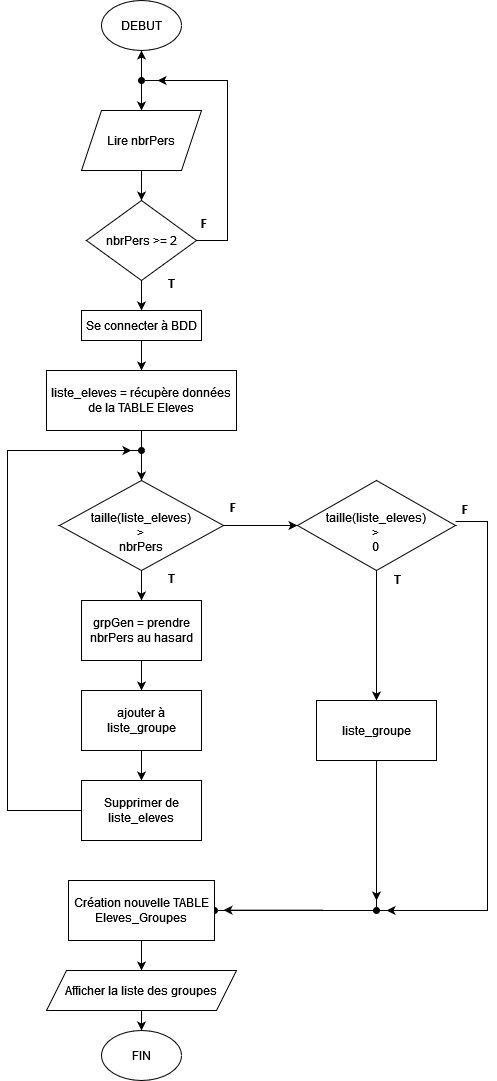 DEBUT
Lire nbrPers
F
nbrPers >= 2
T
Se connecter à BDD
liste_eleves = récupère données
de la TABLE Eleves
taille(liste_eleves)
>
nbrPers
F
T
taille(liste_eleves)
>
0
F
T
grpGen = prendre
nbrPers au hasard
ajouter à
liste_groupe
liste_groupe
Supprimer de
liste_eleves
Création nouvelle TABLE
Eleves_Groupes
Afficher la liste des groupes
FIN